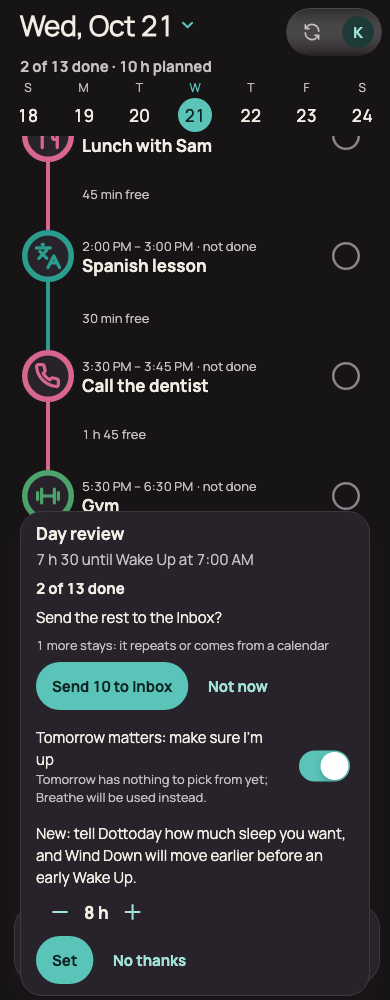 Wed, Oct 21
K
2 of 13 done · 10 h planned
S M T W T F S
18 19 20 21 22 23 24
Lunch with Sam
45 min free
2:00 PM – 3:00 PM · not done
Spanish lesson
30 min free
3:30 PM – 3:45 PM · not done
Call the dentist
1 h 45 free
5:30 PM – 6:30 PM · not done
Gym
Day review
7 h 30 until Wake Up at 7:00 AM
2 of 13 done
Send the rest to the Inbox?
1 more stays: it repeats or comes from a calendar
Send 10 to Inbox Not now
Tomorrow matters: make sure I'm
up
Tomorrow has nothing to pick from yet;
Breathe will be used instead.
New: tell Dottoday how much sleep you want,
and Wind Down will move earlier before an
early Wake Up.
8 h
Set No thanks